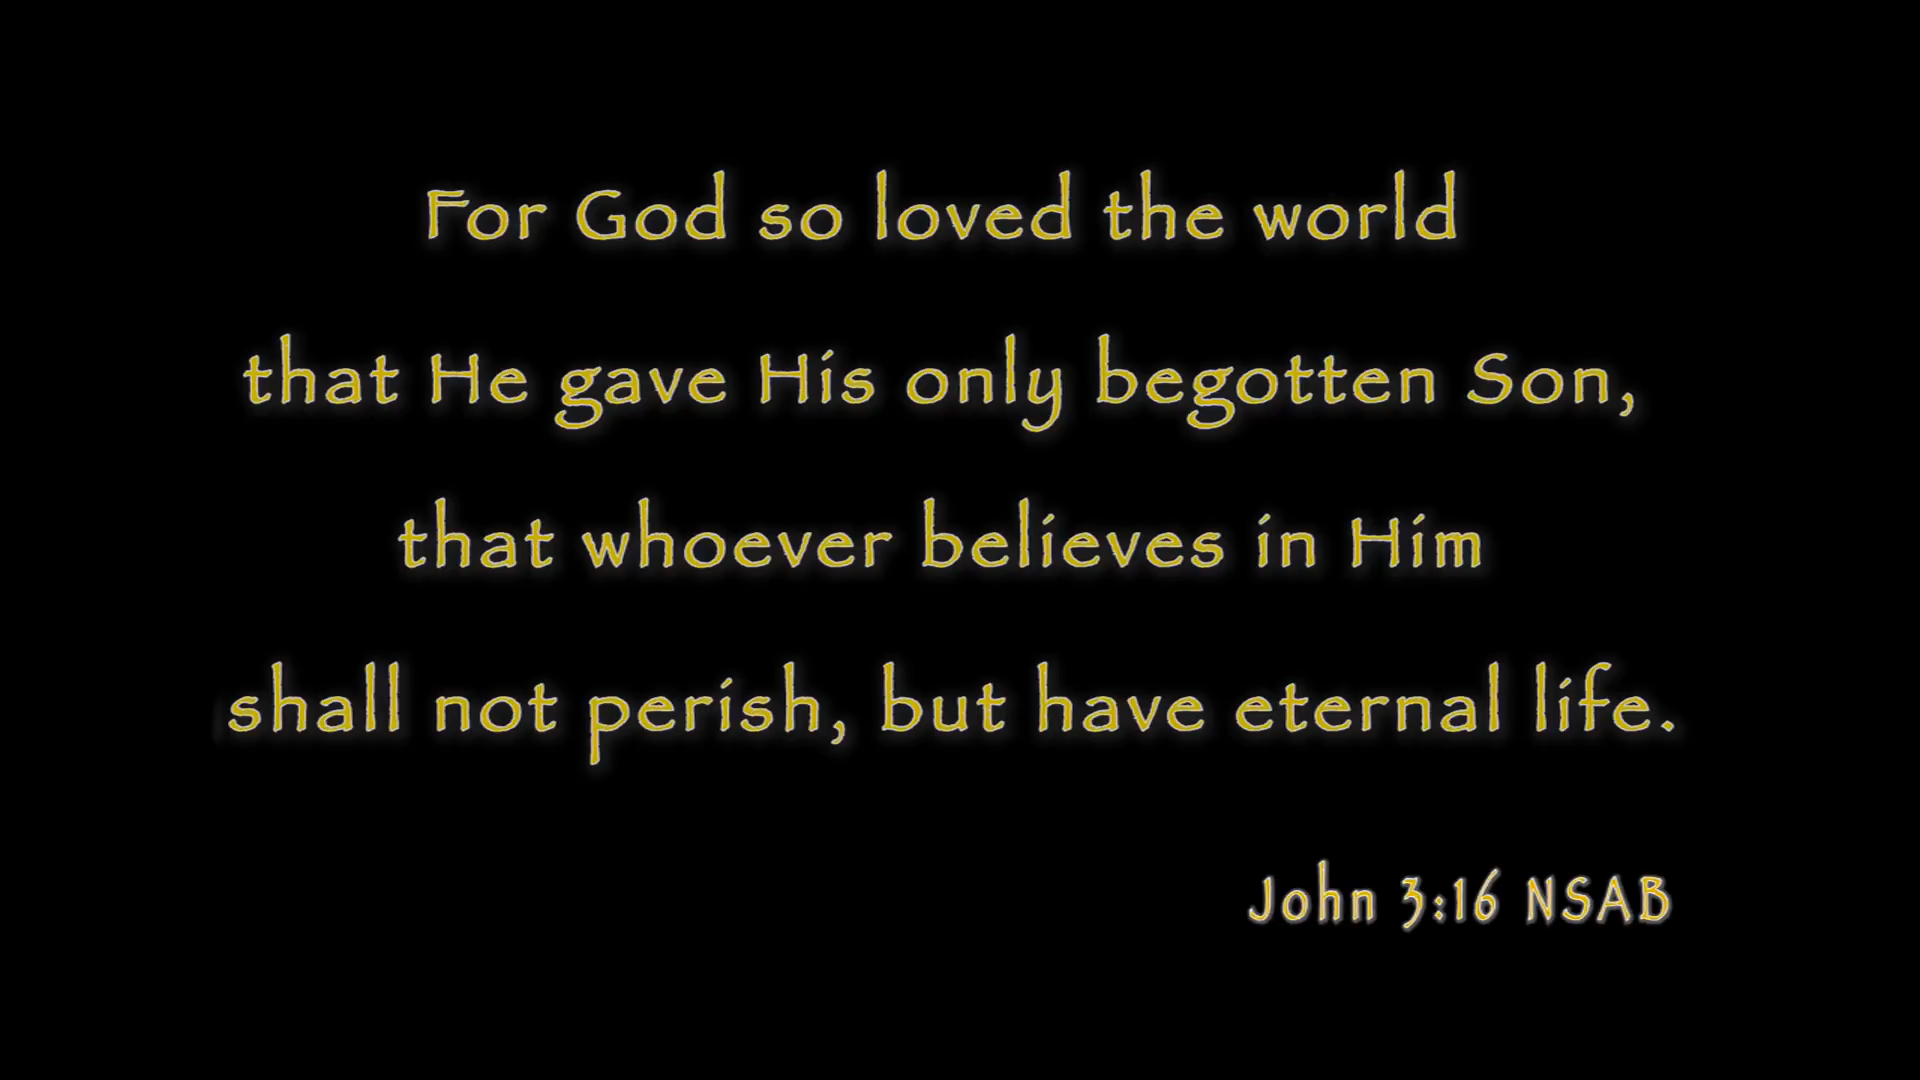 For God so loved the world
that He gave His only begotten Son,
that whoever believes in Him
shall not perish, but have eternal life.
John 3:16 NSAB